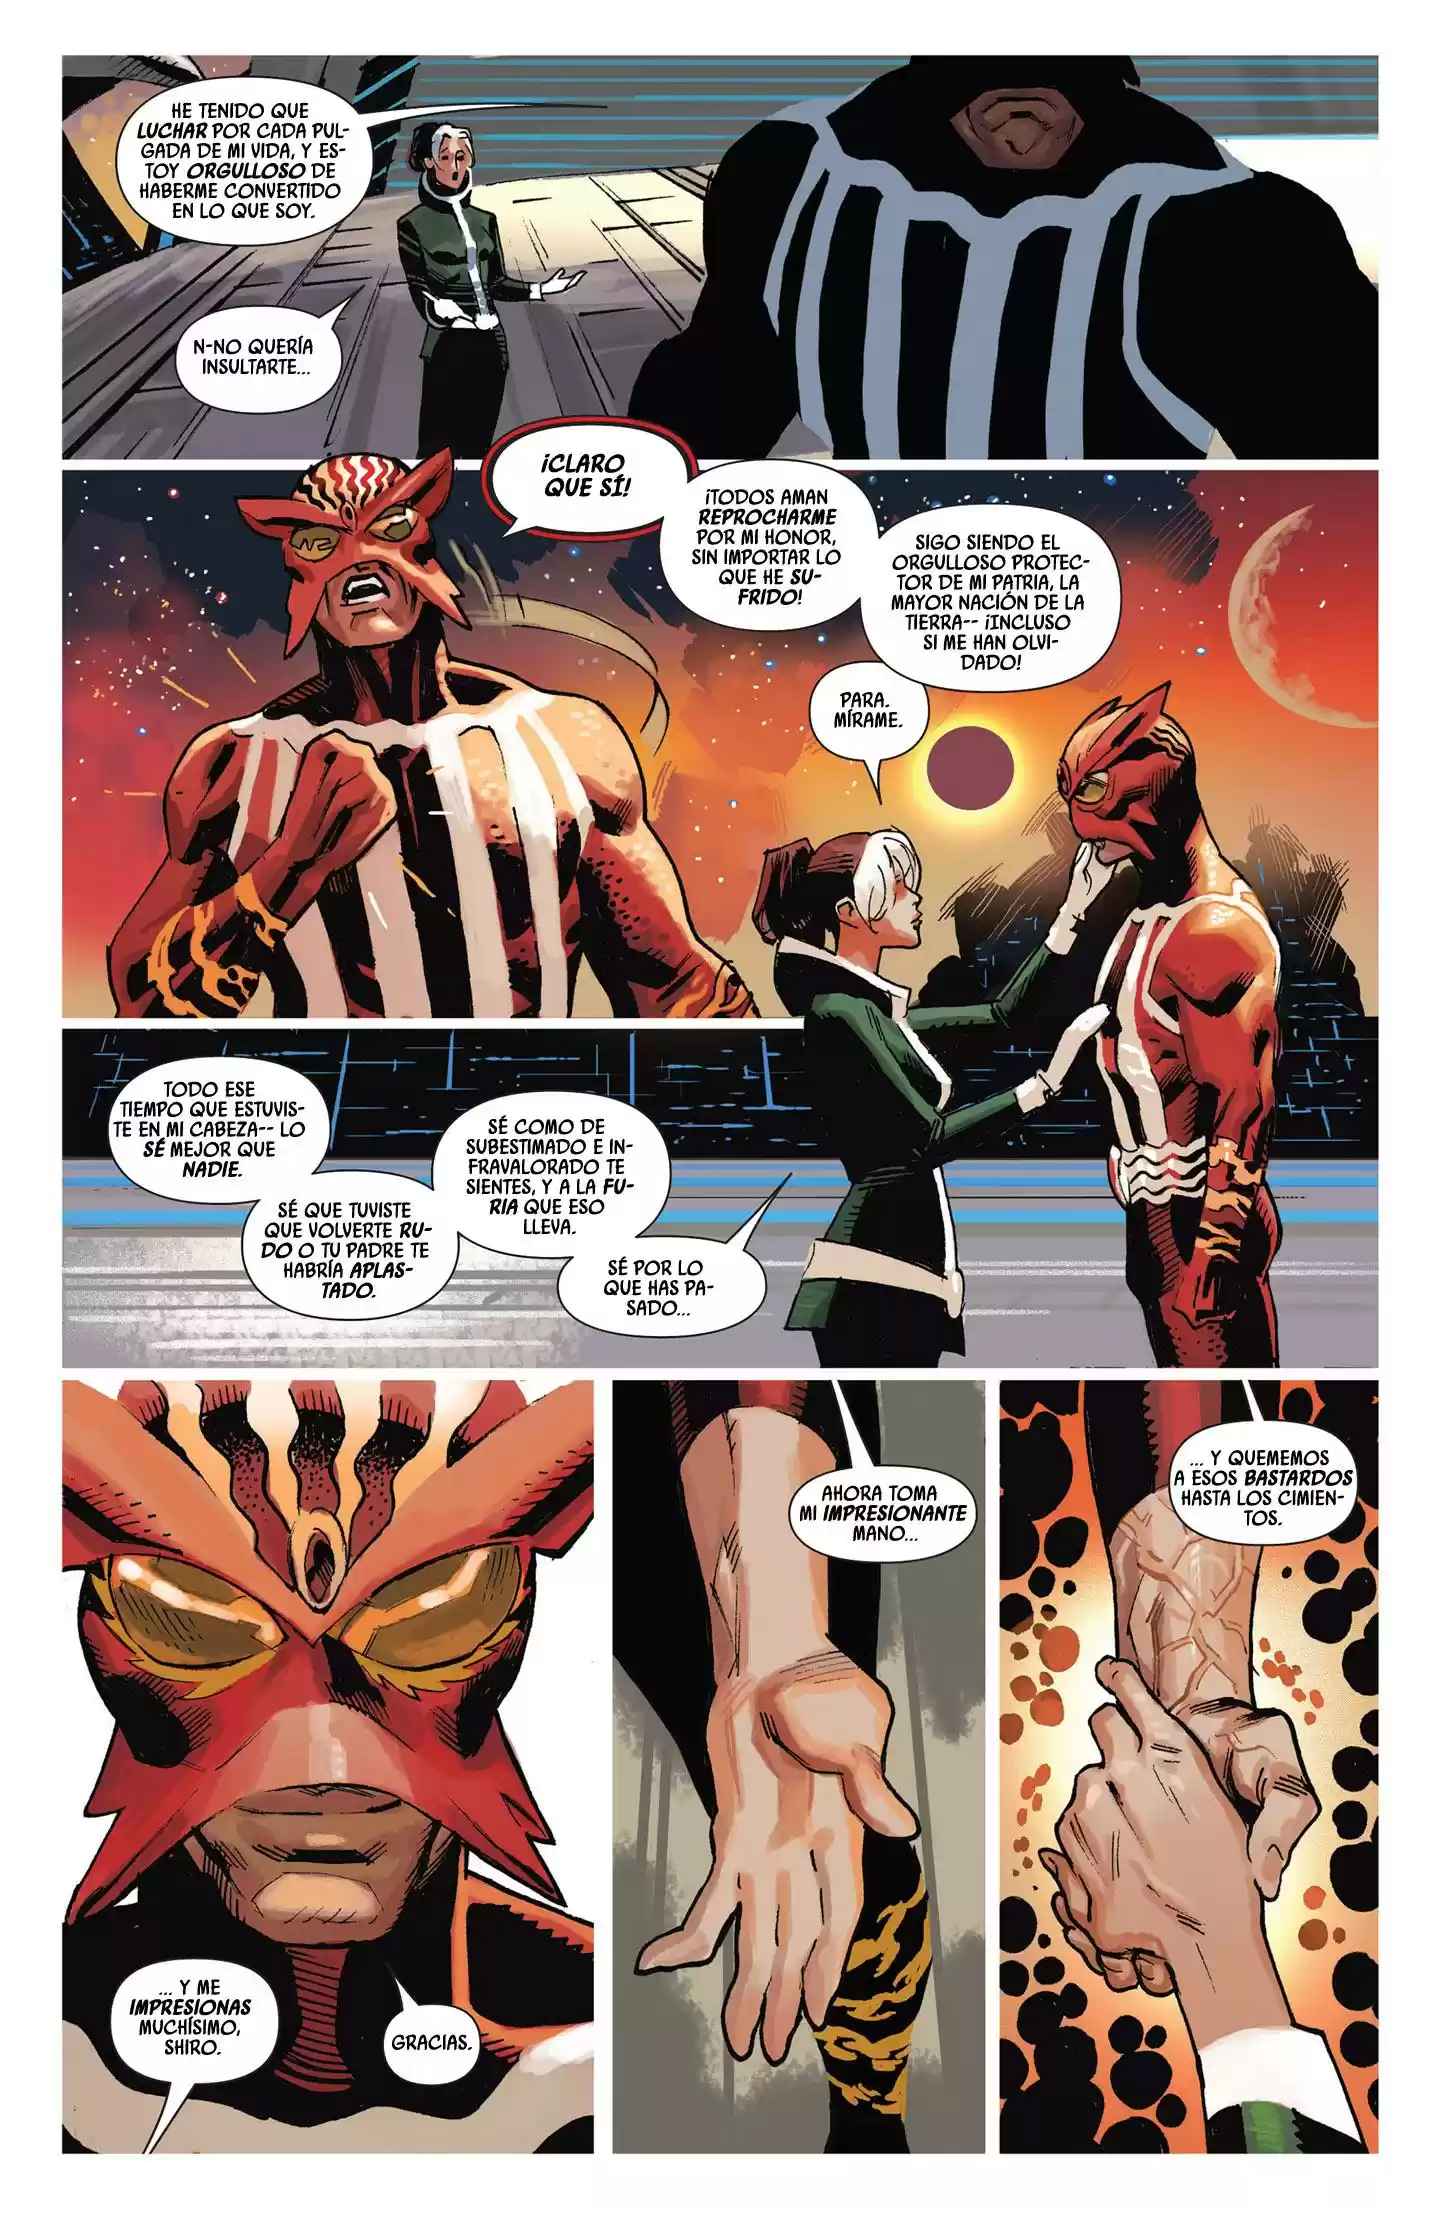 HE TENIDO QUE
LUCHAR POR CADA PUL-
GADA DE MI VIDA, Y ES-
TOY ORGULLOSO DE
HABERME CONVERTIDO
EN LO QUE SOY.
N-NO QUERÍA
INSULTARTE...
¡CLARO
QUE SÍ!
¡TODOS AMAN
REPROCHARME
POR MI HONOR,
SIN IMPORTAR LO
QUE HE SU-
FRIDO!
SIGO SIENDO EL
ORGULLOSO PROTEC-
TOR DE MI PATRIA, LA
MAYOR NACIÓN DE LA
TIERRA-- ¡INCLUSO
SI ME HAN OLVI-
DADO!
PARA.
MÍRAME.
TODO ESE
TIEMPO QUE ESTUVIS-
TE EN MI CABEZA-- LO
SÉ MEJOR QUE
NADIE.
SÉ QUE TUVISTE
QUE VOLVERTE RU-
DO O TU PADRE TE
HABRÍA APLAS-
TADO.
SÉ COMO DE
SUBESTIMADO E IN-
FRAVALORADO TE
SIENTES, Y A LA FU-
RIA QUE ESO
LLEVA.
SÉ POR LO
QUE HAS PA-
SADO...
... Y ME
IMPRESIONAS
MUCHÍSIMO,
SHIRO.
GRACIAS.
AHORA TOMA
MI IMPRESIONANTE
MANO...
... Y QUEMEMOS
A ESOS BASTARDOS
HASTA LOS CIMIEN-
TOS.